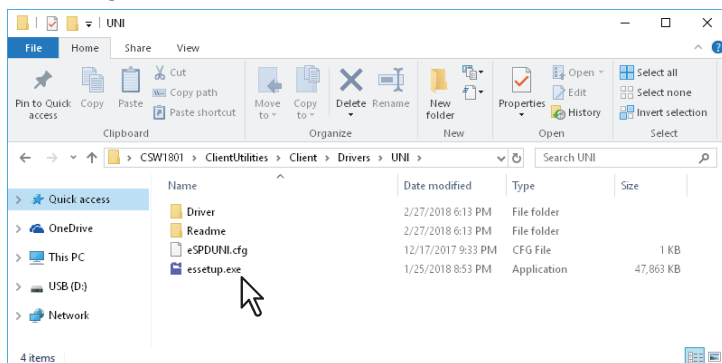 UNI
File Home Share View
Pin to Quick access
Copy
Paste
Cut
Copy path
Paste shortcut
Clipboard
Move to
Copy to
Delete
Rename
Organize
New folder
New
Properties
Open
Edit
History
Open
Select all
Select none
Invert selection
Select
CSW1801 > ClientUtilities > Client > Drivers > UNI >
Search UNI
Quick access
OneDrive
This PC
USB (D:)
Network
Name Date modified Type Size
Driver 2/27/2018 6:13 PM File folder
Readme 2/27/2018 6:13 PM File folder
eSPDUNI.cfg 12/17/2017 9:33 PM CFG File 1 KB
essetup.exe 1/25/2018 8:53 PM Application 47,863 KB
4 items